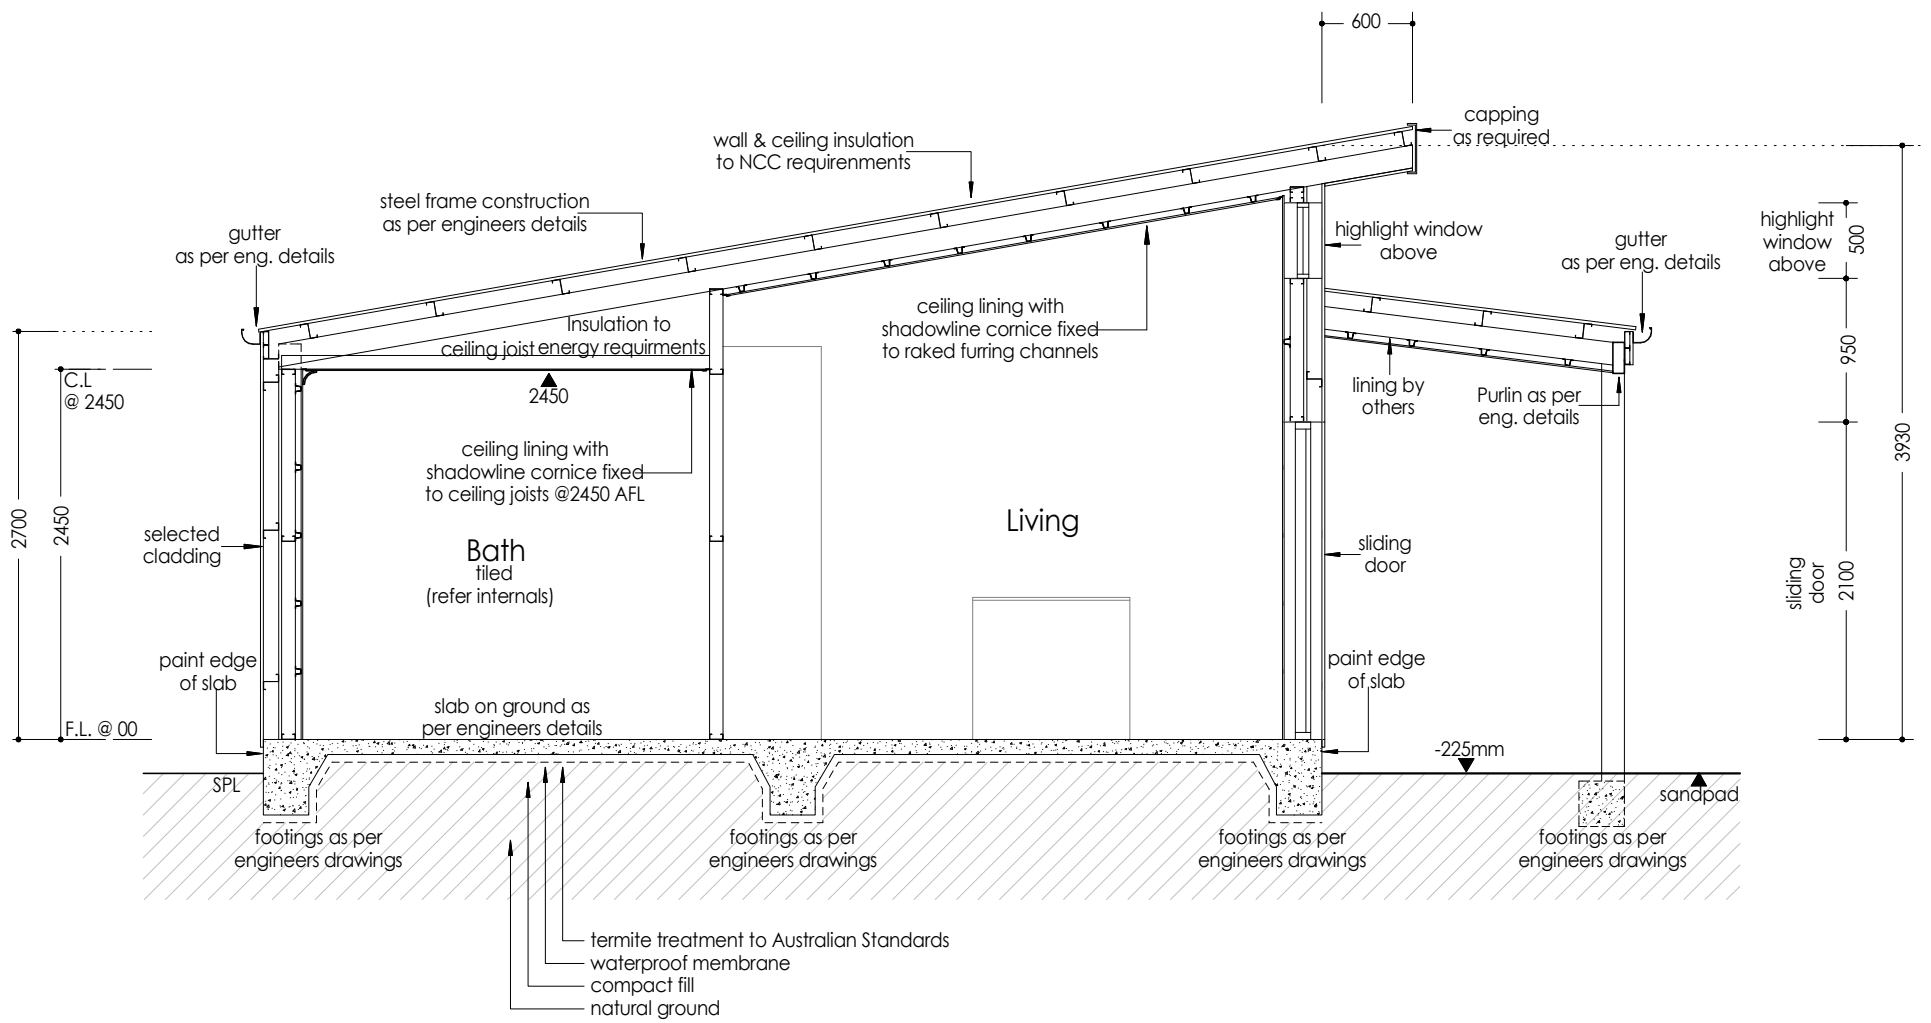 600
capping
as required
wall & ceiling insulation
to NCC requirenments
steel frame construction
as per engineers details
gutter
as per eng. details
highlight window
above
gutter
as per eng. details
highlight
window
above
500
ceiling lining with
shadowline cornice fixed
to raked furring channels
Insulation to
energy requirments
ceiling joist
C.L
@ 2450
2450
lining by
others
Purlin as per
eng. details
950
3930
ceiling lining with
shadowline cornice fixed
to ceiling joists @2450 AFL
2700
2450
selected
cladding
Bath
tiled
(refer internals)
Living
sliding
door
sliding
door
2100
paint edge
of slab
paint edge
of slab
slab on ground as
per engineers details
F.L. @ 00
-225mm
SPL
sandpad
footings as per
engineers drawings
footings as per
engineers drawings
footings as per
engineers drawings
footings as per
engineers drawings
termite treatment to Australian Standards
waterproof membrane
compact fill
natural ground